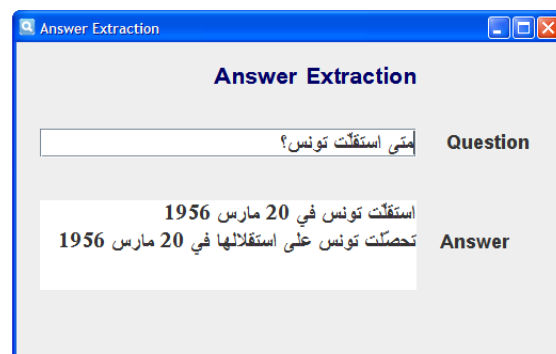 Answer Extraction
Answer Extraction
متى استقلّت تونس؟
Question
استقلّت تونس في 20 مارس 1956
تحصّلت تونس على استقلالها في 20 مارس 1956
Answer